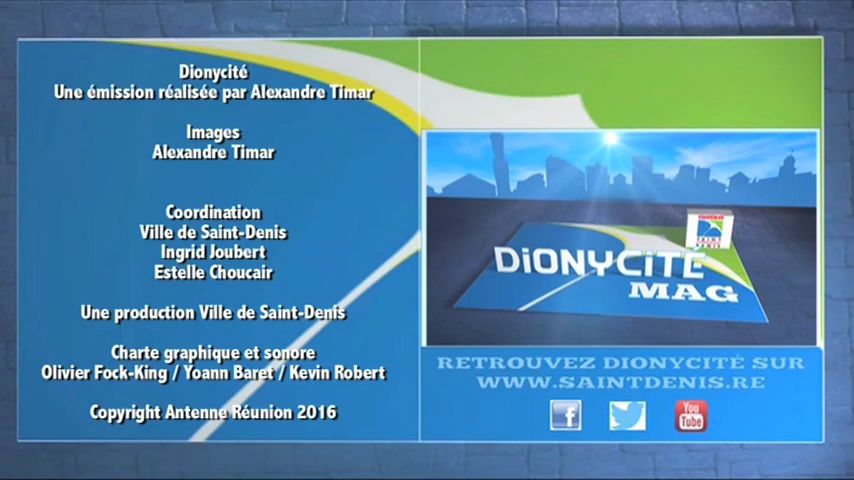 Dionycité
Une émission réalisée par Alexandre Timar
Images
Alexandre Timar
Coordination
Ville de Saint-Denis
Ingrid Joubert
Estelle Choucair
Une production Ville de Saint-Denis
Charte graphique et sonore
Olivier Fock-King / Yoann Baret / Kevin Robert
Copyright Antenne Réunion 2016
DiONYCiTÉ
MAG
RETROUVEZ DIONYCITÉ SUR
WWW.SAINTDENIS.RE
f
You
Tube